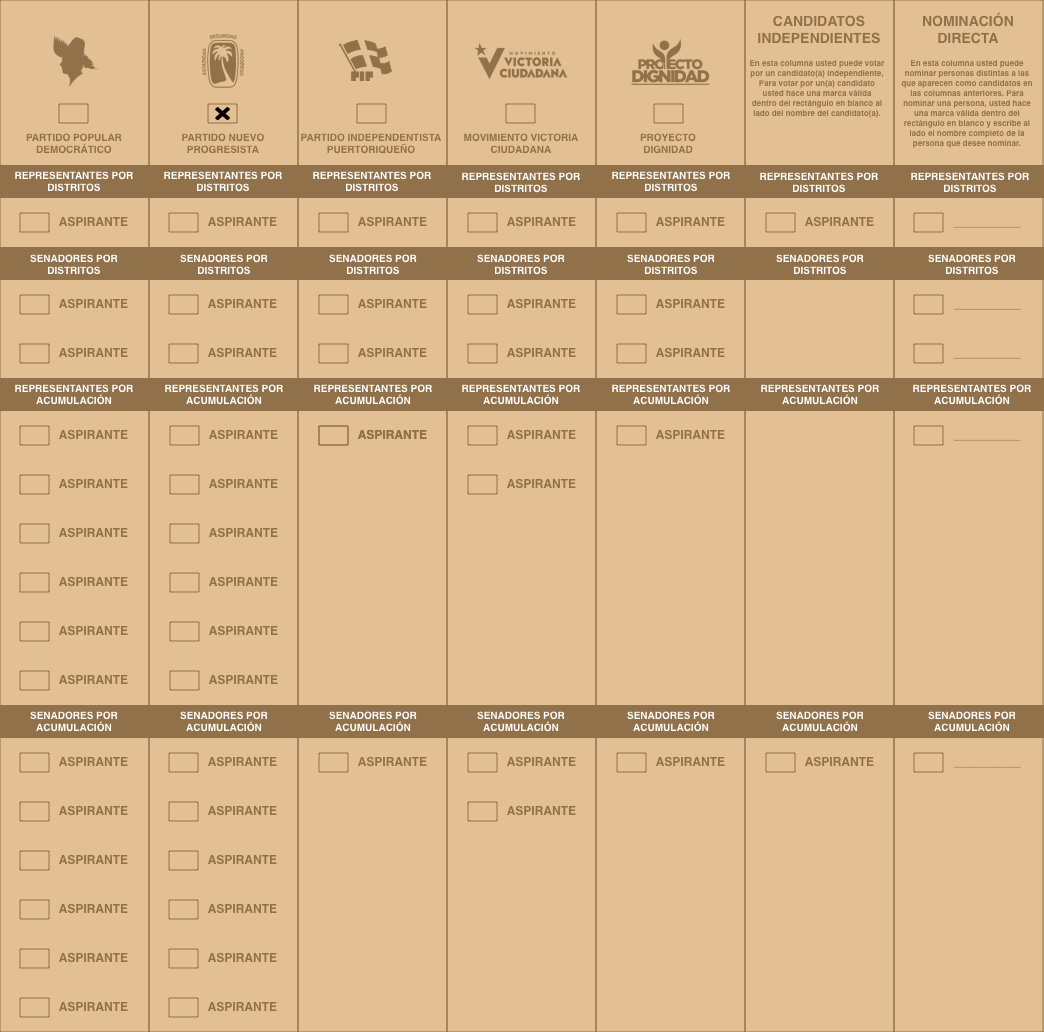 SEGURIDAD
ESTADIDAD
PROGRESO
PIP
MOVIMIENTO
VICTORIA
CIUDADANA
PROYECTO
DIGNIDAD
PARTIDO POPULAR
DEMOCRÁTICO
PARTIDO NUEVO
PROGRESISTA
PARTIDO INDEPENDENTISTA
PUERTORIQUEÑO
MOVIMIENTO VICTORIA
CIUDADANA
PROYECTO
DIGNIDAD
CANDIDATOS
INDEPENDIENTES
En esta columna usted puede votar
por un candidato(a) independiente,
Para votar por un(a) candidato
usted hace una marca válida
dentro del rectángulo en blanco al
lado del nombre del candidato(a).
NOMINACIÓN
DIRECTA
En esta columna usted puede
nominar personas distintas a las
que aparecen como candidatos en
las columnas anteriores. Para
nominar una persona, usted hace
una marca válida dentro del
rectángulo en blanco y escribe al
lado el nombre completo de la
persona que desee nominar.
REPRESENTANTES POR REPRESENTANTES POR REPRESENTANTES POR REPRESENTANTES POR REPRESENTANTES POR REPRESENTANTES POR REPRESENTANTES POR
DISTRITOS DISTRITOS DISTRITOS DISTRITOS DISTRITOS DISTRITOS DISTRITOS
ASPIRANTE ASPIRANTE ASPIRANTE ASPIRANTE ASPIRANTE ASPIRANTE
SENADORES POR SENADORES POR SENADORES POR SENADORES POR SENADORES POR SENADORES POR SENADORES POR
DISTRITOS DISTRITOS DISTRITOS DISTRITOS DISTRITOS DISTRITOS DISTRITOS
ASPIRANTE ASPIRANTE ASPIRANTE ASPIRANTE ASPIRANTE
ASPIRANTE ASPIRANTE ASPIRANTE ASPIRANTE ASPIRANTE
REPRESENTANTES POR REPRESENTANTES POR REPRESENTANTES POR REPRESENTANTES POR REPRESENTANTES POR REPRESENTANTES POR REPRESENTANTES POR
ACUMULACIÓN ACUMULACIÓN ACUMULACIÓN ACUMULACIÓN ACUMULACIÓN ACUMULACIÓN ACUMULACIÓN
ASPIRANTE ASPIRANTE ASPIRANTE ASPIRANTE ASPIRANTE
ASPIRANTE ASPIRANTE ASPIRANTE
ASPIRANTE ASPIRANTE
ASPIRANTE ASPIRANTE
ASPIRANTE ASPIRANTE
ASPIRANTE ASPIRANTE
SENADORES POR SENADORES POR SENADORES POR SENADORES POR SENADORES POR SENADORES POR SENADORES POR
ACUMULACIÓN ACUMULACIÓN ACUMULACIÓN ACUMULACIÓN ACUMULACIÓN ACUMULACIÓN ACUMULACIÓN
ASPIRANTE ASPIRANTE ASPIRANTE ASPIRANTE ASPIRANTE ASPIRANTE
ASPIRANTE ASPIRANTE ASPIRANTE
ASPIRANTE ASPIRANTE
ASPIRANTE ASPIRANTE
ASPIRANTE ASPIRANTE
ASPIRANTE ASPIRANTE